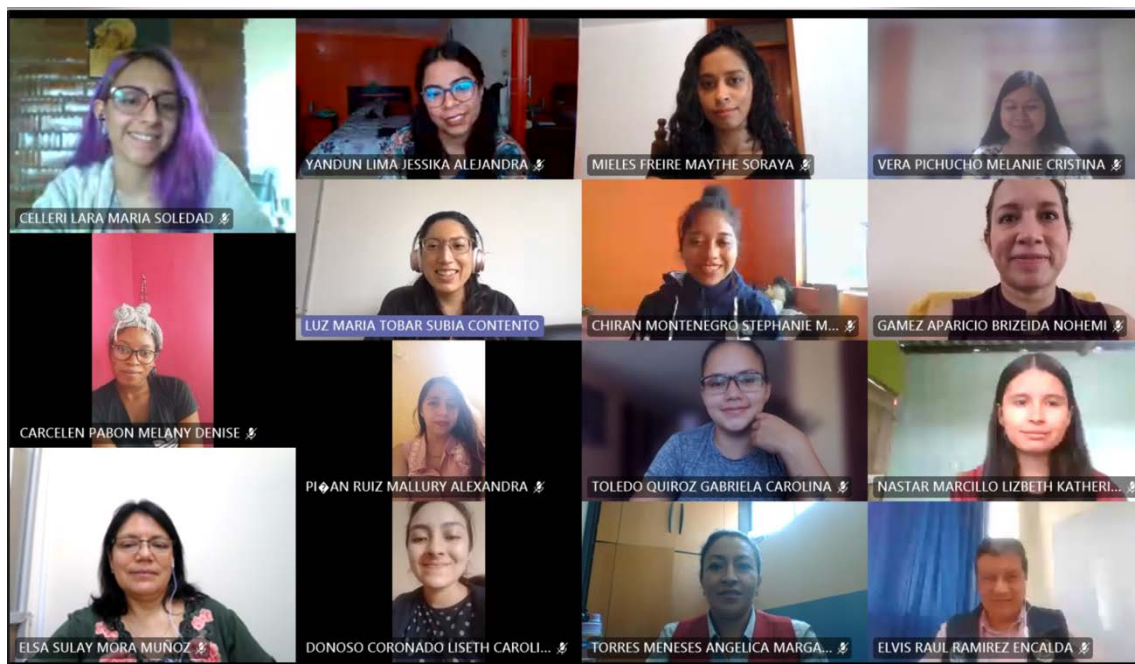 CELLERI LARA MARIA SOLEDAD
YANDUN LIMA JESSIKA ALEJANDRA
MIELES FREIRE MAYTHE SORAYA
VERA PICHUCHO MELANIE CRISTINA
LUZ MARIA TOBAR SUBIA CONTENTO
CHIRAN MONTENEGRO STEPHANIE M...
GAMEZ APARICIO BRIZEIDA NOHEMI
CARCELEN PABON MELANY DENISE
PI�AN RUIZ MALLURY ALEXANDRA
TOLEDO QUIROZ GABRIELA CAROLINA
NASTAR MARCILLO LIZBETH KATHERI...
ELSA SULAY MORA MUÑOZ
DONOSO CORONADO LISETH CAROLI...
TORRES MENESES ANGELICA MARGA...
ELVIS RAUL RAMIREZ ENCALDA